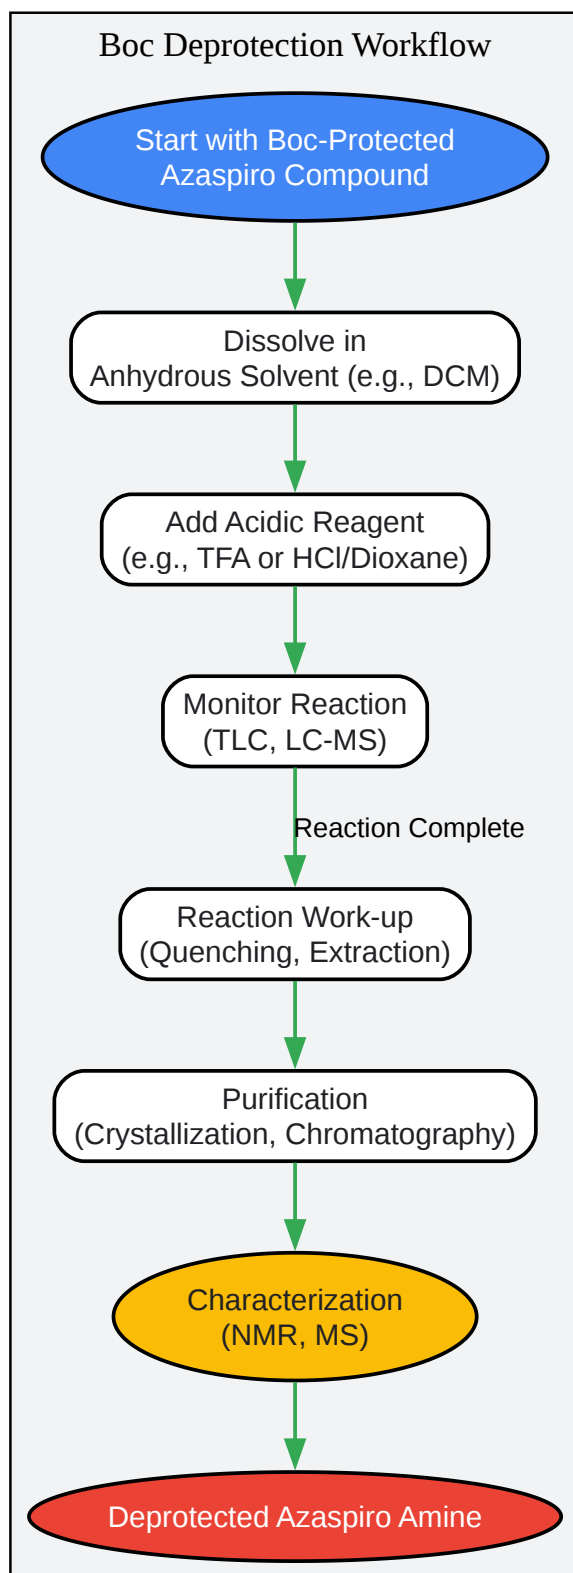 Boc Deprotection Workflow
Start with Boc-Protected
Azaspiro Compound
Dissolve in
Anhydrous Solvent (e.g., DCM)
Add Acidic Reagent
(e.g., TFA or HCl/Dioxane)
Monitor Reaction
(TLC, LC-MS)
Reaction Complete
Reaction Work-up
(Quenching, Extraction)
Purification
(Crystallization, Chromatography)
Characterization
(NMR, MS)
Deprotected Azaspiro Amine